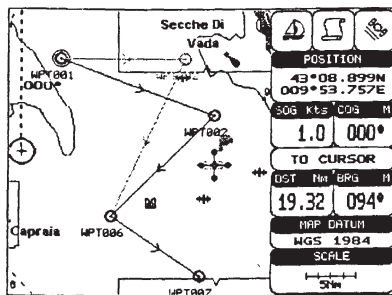 Secche Di
Vada
WPT001
000°
WPT002
Capraia
WPT006
WPT007
POSITION
43°08.899N
009°53.757E
SOG Kts COG M
1.0 000°
TO CURSOR
DST Nm BRG M
19.32 094°
MAP DATUM
WGS 1984
SCALE
5Nm